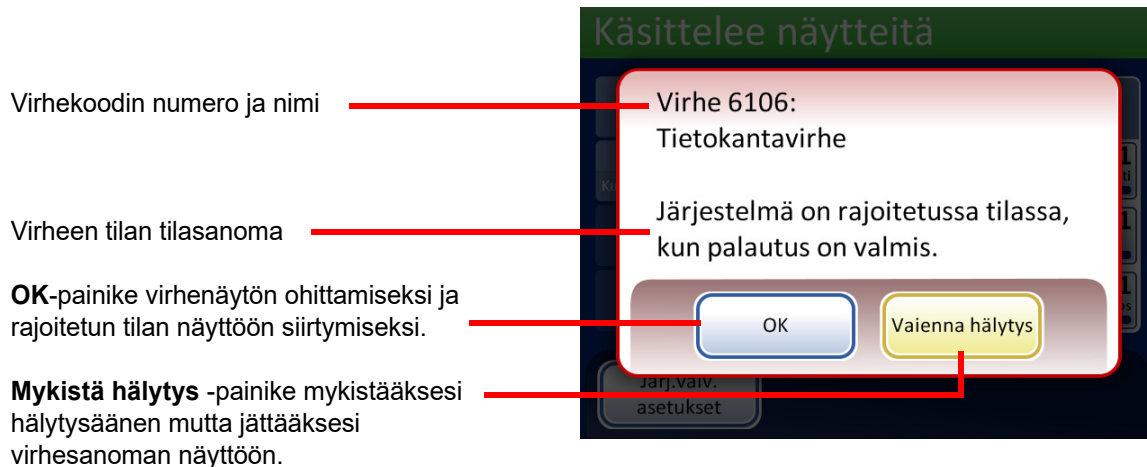 Käsittelee näytteitä
Virhekoodin numero ja nimi
Virhe 6106:
Tietokantavirhe
Virheen tilan tilasanoma
Järjestelmä on rajoitetussa tilassa,
kun palautus on valmis.
OK-painike virhenäytön ohittamiseksi ja
rajoitetun tilan näyttöön siirtymiseksi.
OK
Vaienna hälytys
Mykistä hälytys -painike mykistääksesi
hälytysäänen mutta jättääksesi
virhesanoman näyttöön.
Järj.valv.
asetukset